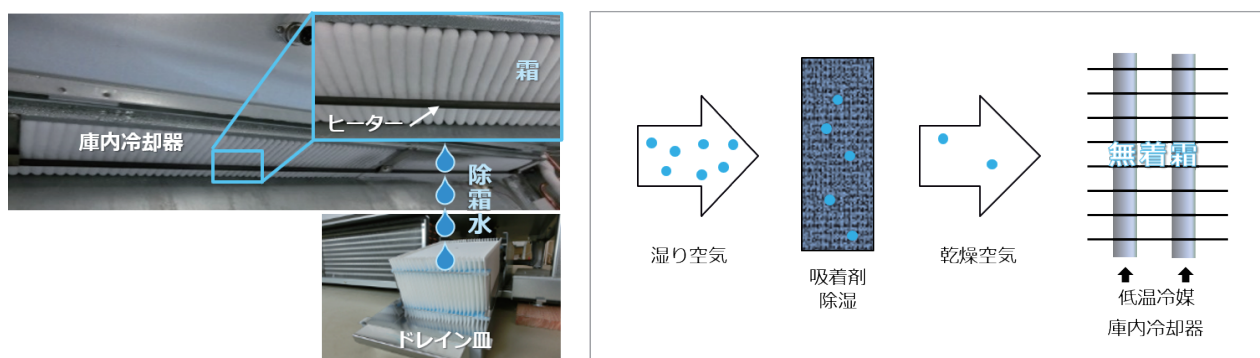 霜
ヒーター
庫内冷却器
除霜水
ドレイン皿
湿り空気
吸着剤
除湿
乾燥空気
無着霜
低温冷媒
庫内冷却器